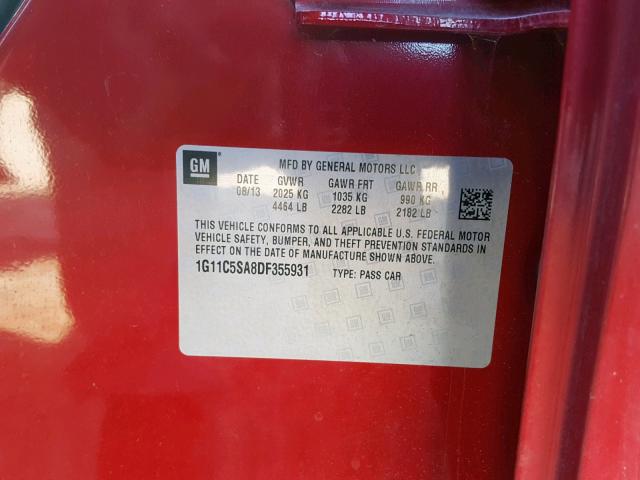 GM
MFD BY GENERAL MOTORS LLC
DATE GVWR GAWR FRT GAWR RR
08/13 2025 KG 1035 KG 990 KG
4464 LB 2282 LB 2182 LB
THIS VEHICLE CONFORMS TO ALL APPLICABLE U.S. FEDERAL MOTOR
VEHICLE SAFETY, BUMPER, AND THEFT PREVENTION STANDARDS IN
EFFECT ON THE DATE OF MANUFACTURE SHOWN ABOVE.
1G11C5SA8DF355931 TYPE: PASS CAR